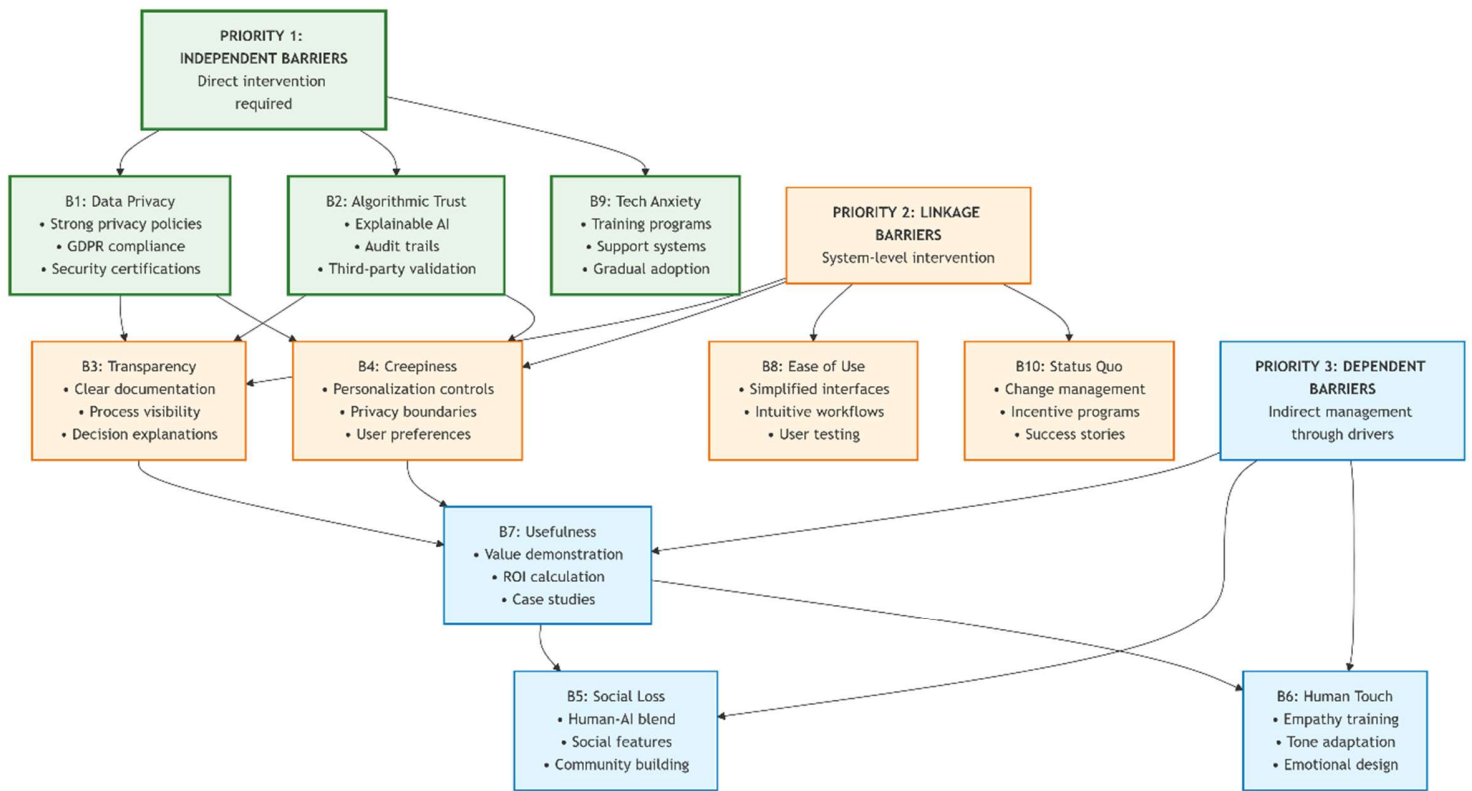 PRIORITY 1:
INDEPENDENT BARRIERS
Direct intervention
required
B1: Data Privacy
• Strong privacy policies
• GDPR compliance
• Security certifications
B2: Algorithmic Trust
• Explainable AI
• Audit trails
• Third-party validation
B9: Tech Anxiety
• Training programs
• Support systems
• Gradual adoption
PRIORITY 2: LINKAGE
BARRIERS
System-level intervention
B3: Transparency
• Clear documentation
• Process visibility
• Decision explanations
B4: Creepiness
• Personalization controls
• Privacy boundaries
• User preferences
B8: Ease of Use
• Simplified interfaces
• Intuitive workflows
• User testing
B10: Status Quo
• Change management
• Incentive programs
• Success stories
PRIORITY 3: DEPENDENT
BARRIERS
Indirect management
through drivers
B7: Usefulness
• Value demonstration
• ROI calculation
• Case studies
B5: Social Loss
• Human-AI blend
• Social features
• Community building
B6: Human Touch
• Empathy training
• Tone adaptation
• Emotional design